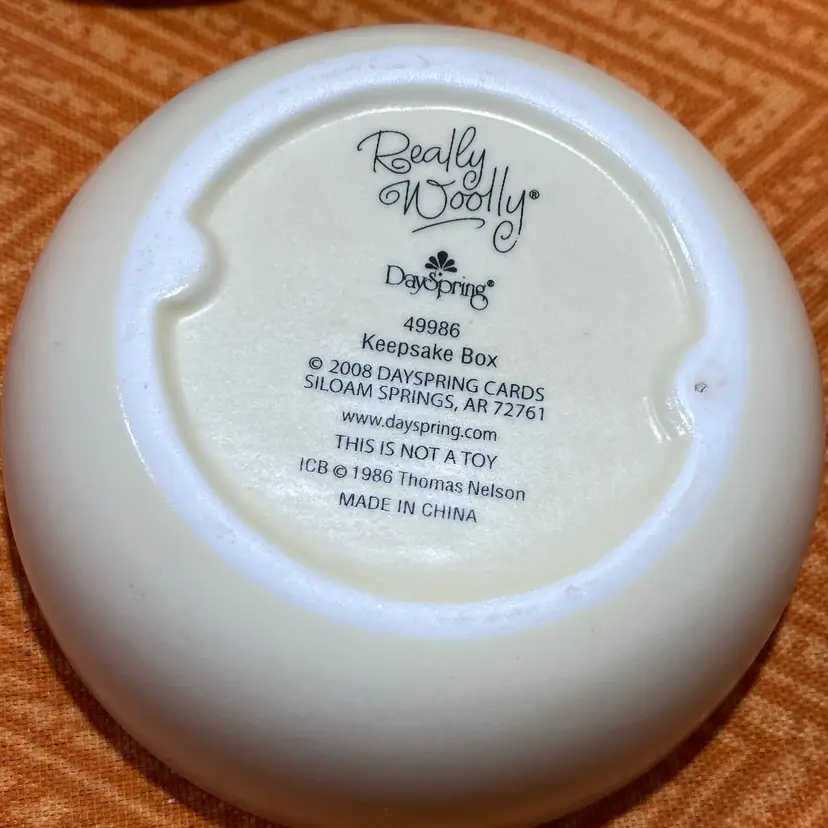 Really
Woolly®
DaySpring®
49986
Keepsake Box
© 2008 DAYSPRING CARDS
SILOAM SPRINGS, AR 72761
www.dayspring.com
THIS IS NOT A TOY
ICB © 1986 Thomas Nelson
MADE IN CHINA